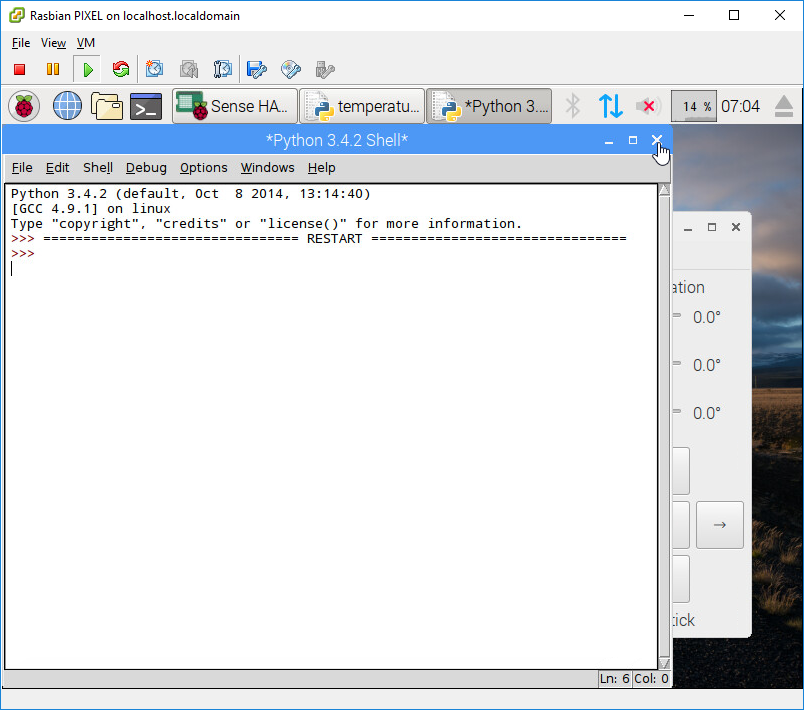 Rasbian PIXEL on localhost.localdomain
File View VM
Sense HA... temperatu... *Python 3.... 14 % 07:04
*Python 3.4.2 Shell*
File Edit Shell Debug Options Windows Help
Python 3.4.2 (default, Oct  8 2014, 13:14:40)
[GCC 4.9.1] on linux
Type "copyright", "credits" or "license()" for more information.
>>> ================================ RESTART ================================
>>>
ation
0.0°
0.0°
0.0°
→
tick
Ln: 6 Col: 0